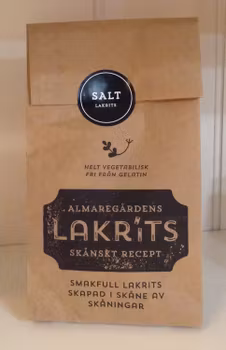 SALT
LAKRITS
HELT VEGETABILISK
FRI FRÅN GELATIN
ALMAREGÅRDENS
LAKRITS
SKÅNSKT RECEPT
SMAKFULL LAKRITS
SKAPAD I SKÅNE AV
SKÅNINGAR